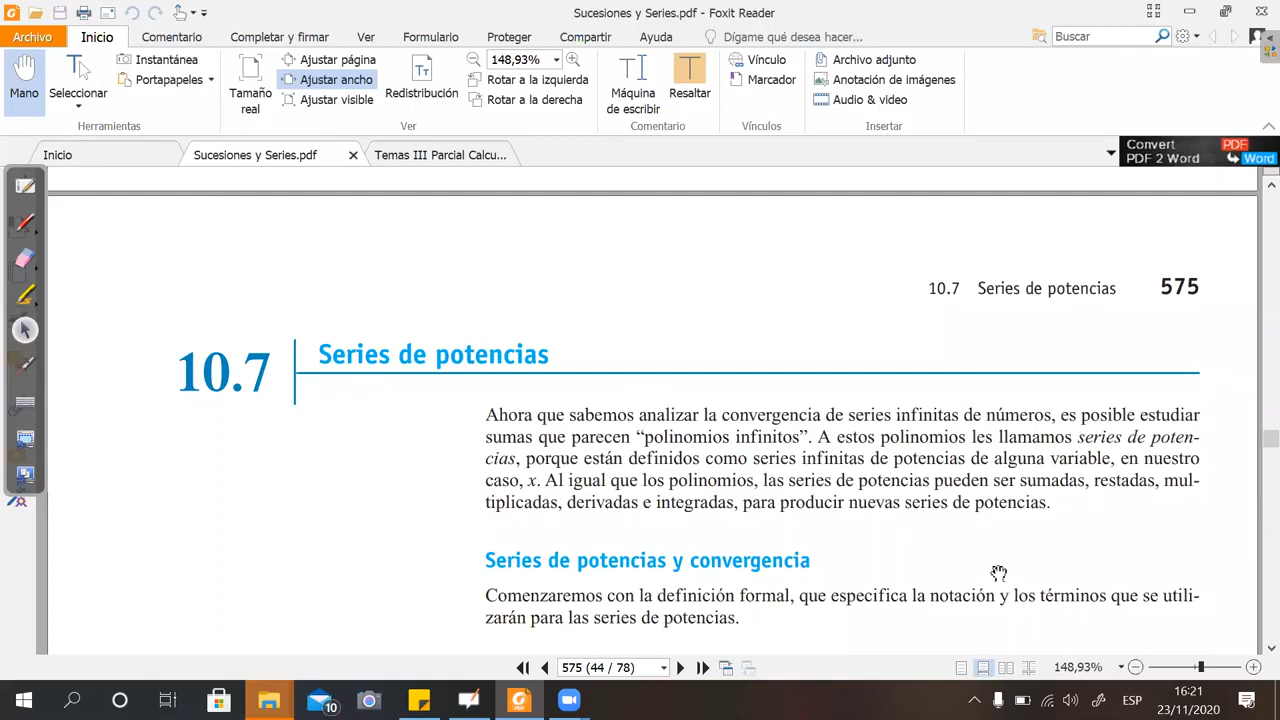 Sucesiones y Series.pdf - Foxit Reader
Archivo Inicio Comentario Completar y firmar Ver Formulario Proteger Compartir Ayuda Dígame qué desea hacer... Buscar
Mano
Seleccionar
Instantánea
Portapapeles
Tamaño
real
Ajustar página
Ajustar ancho
Ajustar visible
Redistribución
148,93%
Rotar a la izquierda
Rotar a la derecha
Máquina
de escribir
Resaltar
Vínculo
Marcador
Archivo adjunto
Anotación de imágenes
Audio & video
Herramientas Ver Comentario Vínculos Insertar
Inicio Sucesiones y Series.pdf Temas III Parcial Calcu...
Convert PDF
PDF 2 Word Word
10.7 Series de potencias 575
10.7 Series de potencias
Ahora que sabemos analizar la convergencia de series infinitas de números, es posible estudiar
sumas que parecen “polinomios infinitos”. A estos polinomios les llamamos series de poten-
cias, porque están definidos como series infinitas de potencias de alguna variable, en nuestro
caso, x. Al igual que los polinomios, las series de potencias pueden ser sumadas, restadas, mul-
tiplicadas, derivadas e integradas, para producir nuevas series de potencias.
Series de potencias y convergencia
Comenzaremos con la definición formal, que especifica la notación y los términos que se utili-
zarán para las series de potencias.
575 (44 / 78) 148,93%
10 ESP 16:21
23/11/2020